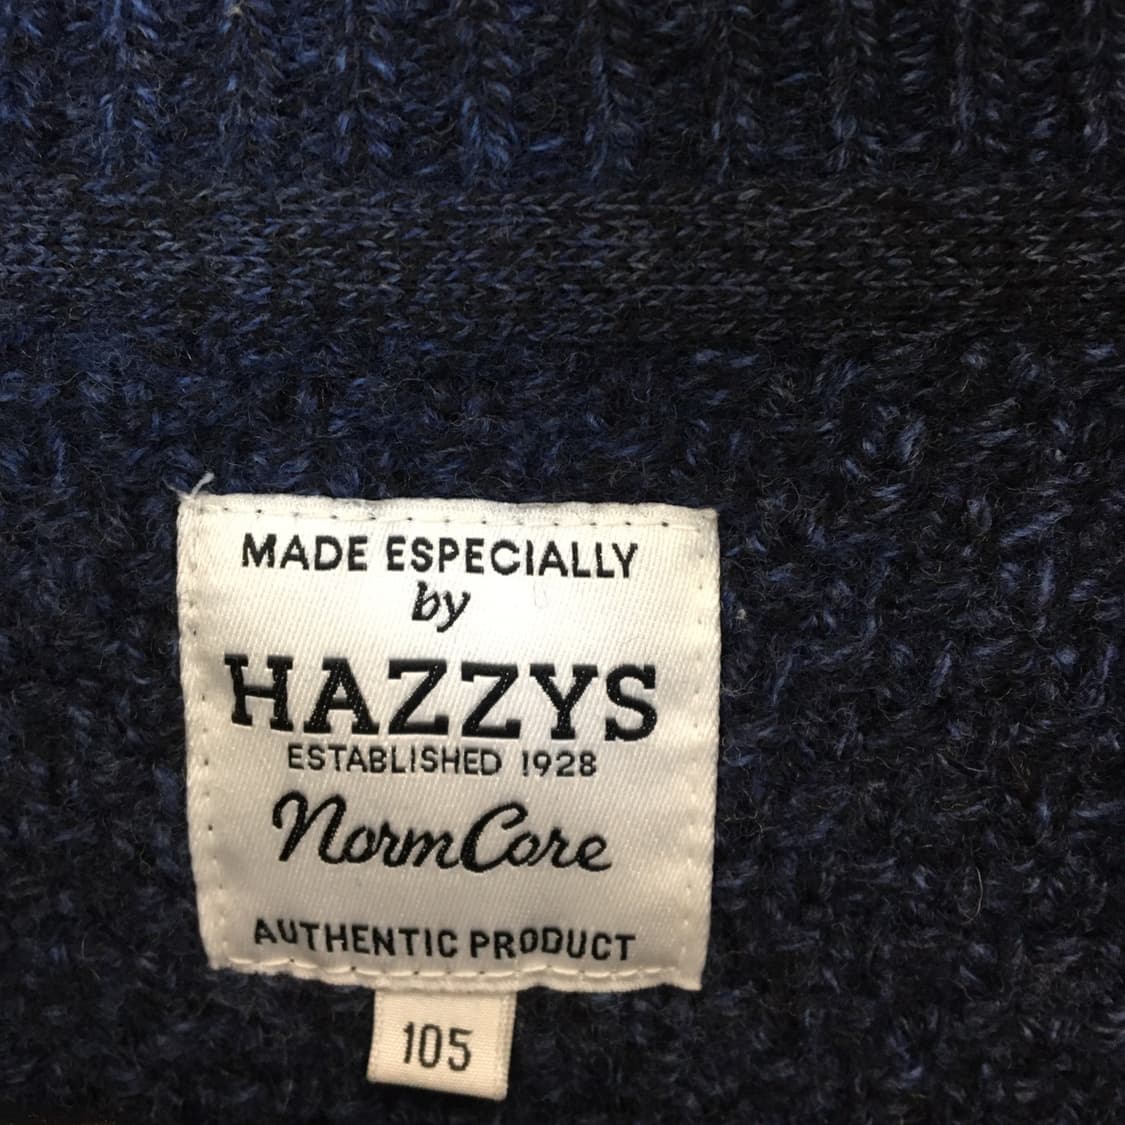 MADE ESPECIALLY
by
HAZZYS
ESTABLISHED 1928
NormCore
AUTHENTIC PRODUCT
105